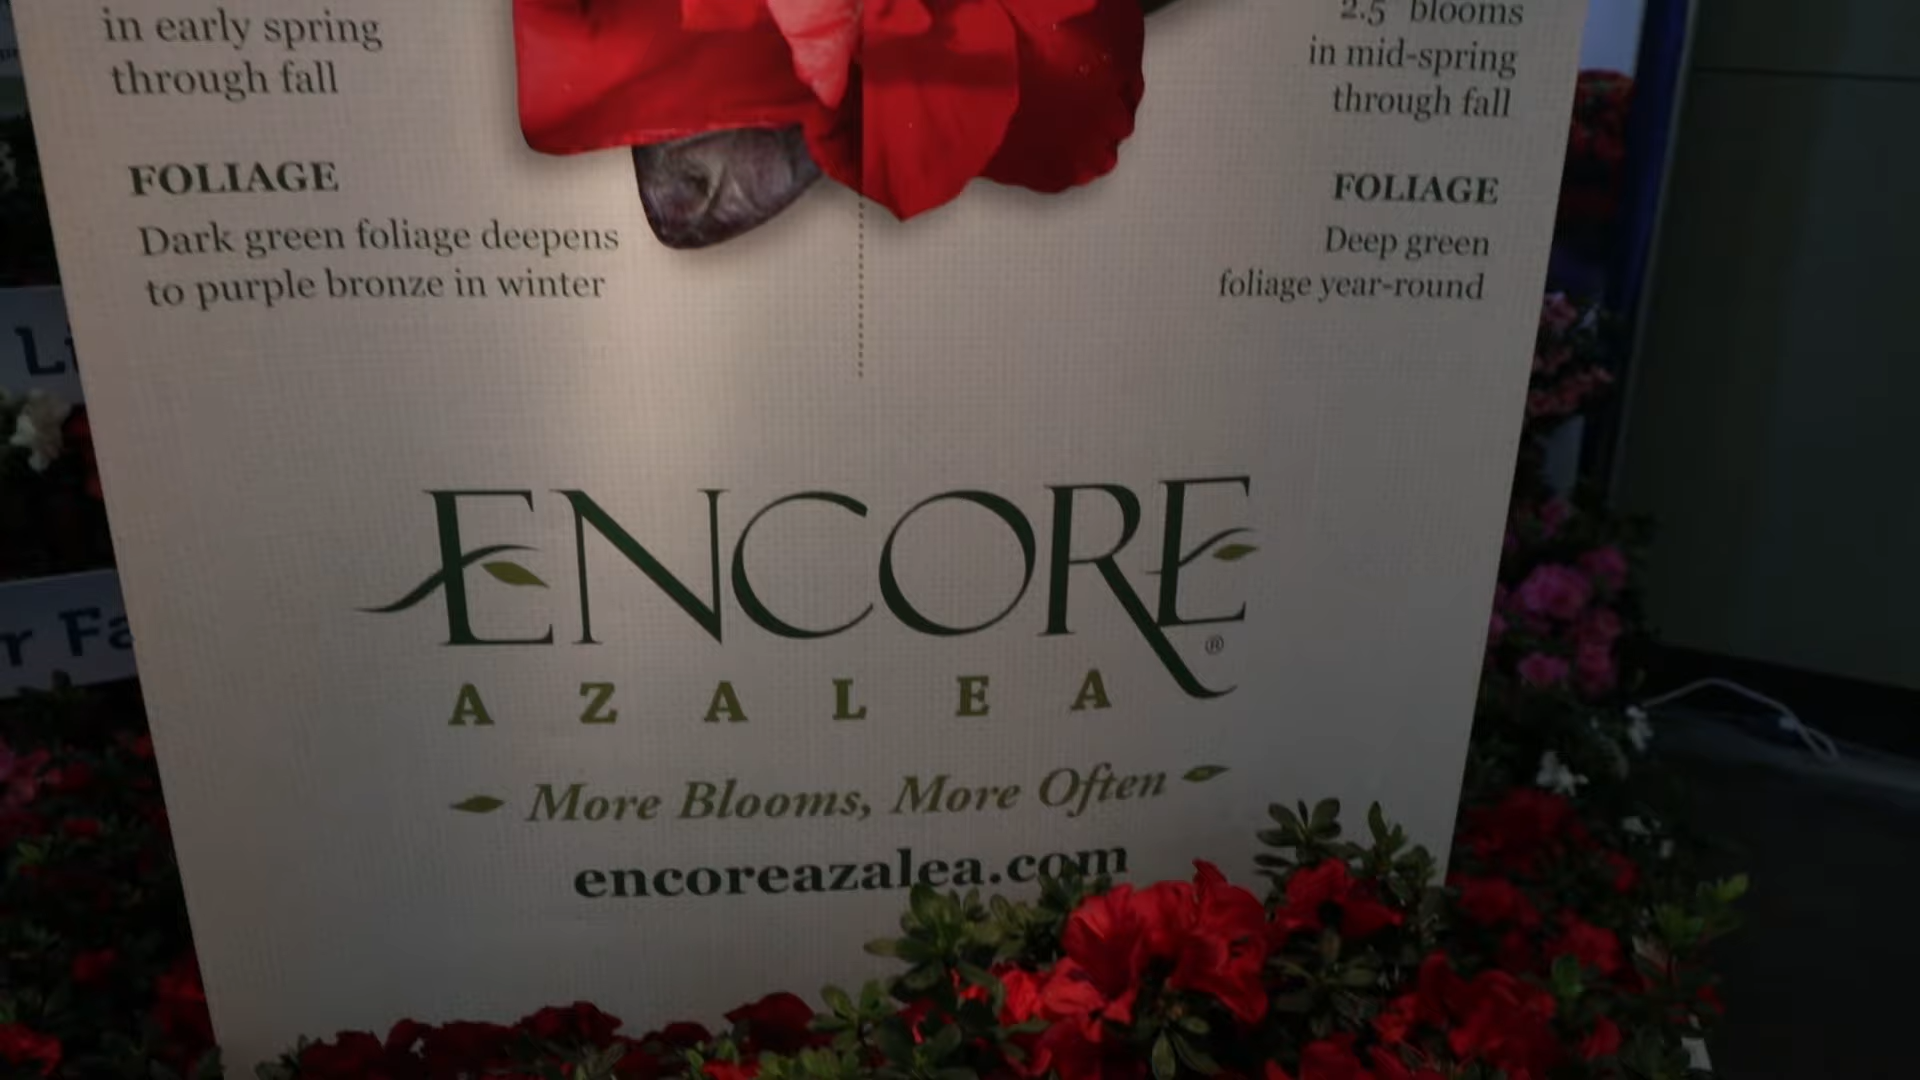 in early spring
through fall
FOLIAGE
Dark green foliage deepens
to purple bronze in winter
2.5" blooms
in mid-spring
through fall
FOLIAGE
Deep green
foliage year-round
ENCORE®
AZALEA
More Blooms, More Often
encoreazalea.com